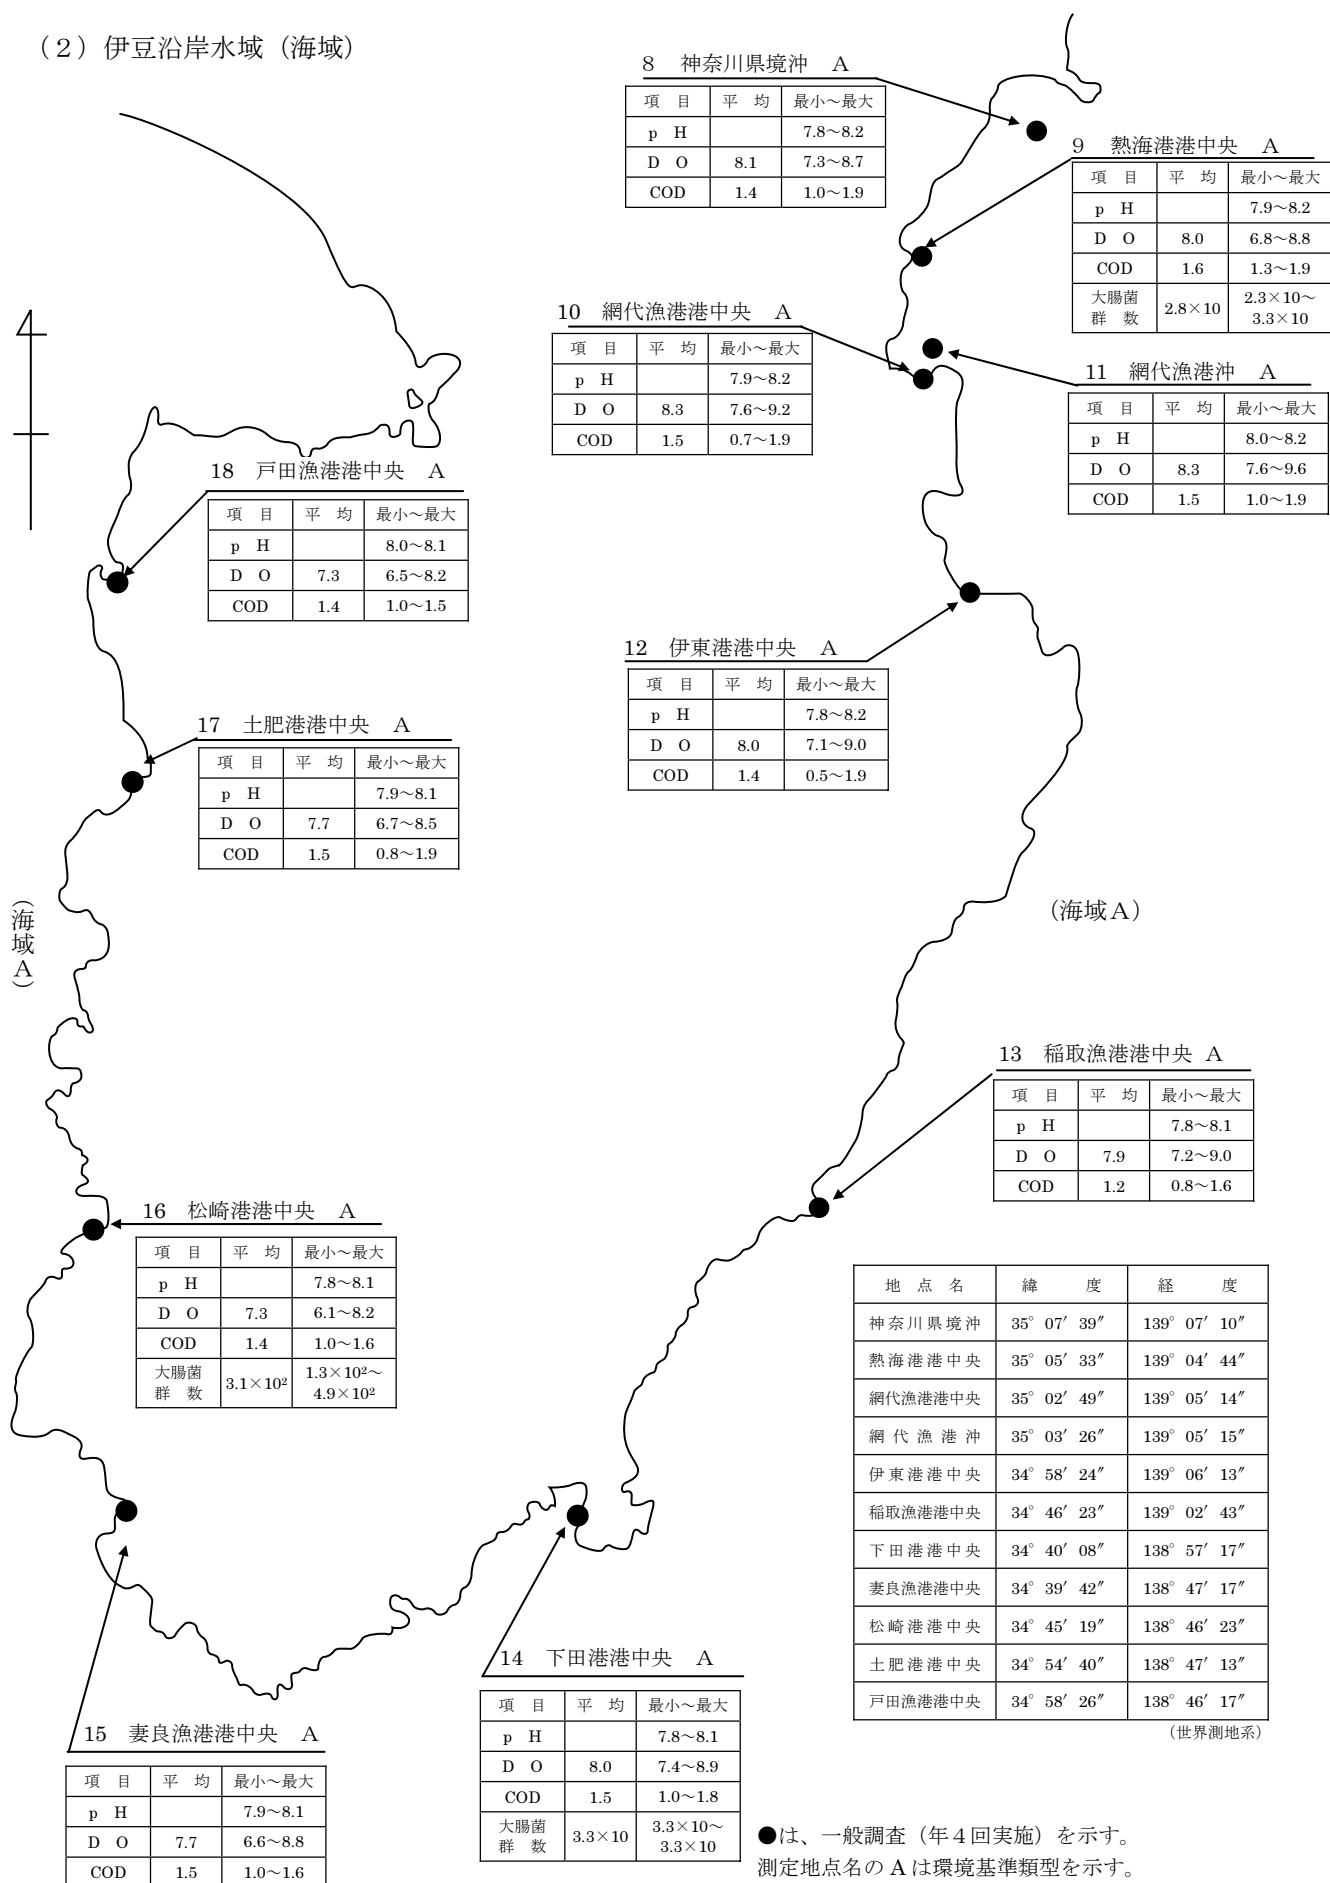 （２）伊豆沿岸水域（海域）
8 神奈川県境沖 A
項 目 平 均 最小～最大
p H 7.8～8.2
D O 8.1 7.3～8.7
COD 1.4 1.0～1.9
9 熱海港港中央 A
項 目 平 均 最小～最大
p H 7.9～8.2
D O 8.0 6.8～8.8
COD 1.6 1.3～1.9
大腸菌
群 数 2.8×10 2.3×10～
3.3×10
10 網代漁港港中央 A
項 目 平 均 最小～最大
p H 7.9～8.2
D O 8.3 7.6～9.2
COD 1.5 0.7～1.9
11 網代漁港沖 A
項 目 平 均 最小～最大
p H 8.0～8.2
D O 8.3 7.6～9.6
COD 1.5 1.0～1.9
18 戸田漁港港中央 A
項 目 平 均 最小～最大
p H 8.0～8.1
D O 7.3 6.5～8.2
COD 1.4 1.0～1.5
12 伊東港港中央 A
項 目 平 均 最小～最大
p H 7.8～8.2
D O 8.0 7.1～9.0
COD 1.4 0.5～1.9
17 土肥港港中央 A
項 目 平 均 最小～最大
p H 7.9～8.1
D O 7.7 6.7～8.5
COD 1.5 0.8～1.9
（海域Ａ）
（海域Ａ）
13 稲取漁港港中央 A
項 目 平 均 最小～最大
p H 7.8～8.1
D O 7.9 7.2～9.0
COD 1.2 0.8～1.6
16 松崎港港中央 A
項 目 平 均 最小～最大
p H 7.8～8.1
D O 7.3 6.1～8.2
COD 1.4 1.0～1.6
大腸菌
群 数 3.1×10² 1.3×10²～
4.9×10²
地 点 名 緯 度 経 度
神奈川県境沖 35° 07′ 39″ 139° 07′ 10″
熱海港港中央 35° 05′ 33″ 139° 04′ 44″
網代漁港港中央 35° 02′ 49″ 139° 05′ 14″
網代漁港沖 35° 03′ 26″ 139° 05′ 15″
伊東港港中央 34° 58′ 24″ 139° 06′ 13″
稲取漁港港中央 34° 46′ 23″ 139° 02′ 43″
下田港港中央 34° 40′ 08″ 138° 57′ 17″
妻良漁港港中央 34° 39′ 42″ 138° 47′ 17″
松崎港港中央 34° 45′ 19″ 138° 46′ 23″
土肥港港中央 34° 54′ 40″ 138° 47′ 13″
戸田漁港港中央 34° 58′ 26″ 138° 46′ 17″
（世界測地系）
14 下田港港中央 A
項 目 平 均 最小～最大
p H 7.8～8.1
D O 8.0 7.4～8.9
COD 1.5 1.0～1.8
大腸菌
群 数 3.3×10 3.3×10～
3.3×10
15 妻良漁港港中央 A
項 目 平 均 最小～最大
p H 7.9～8.1
D O 7.7 6.6～8.8
COD 1.5 1.0～1.6
●は、一般調査（年４回実施）を示す。
測定地点名の A は環境基準類型を示す。